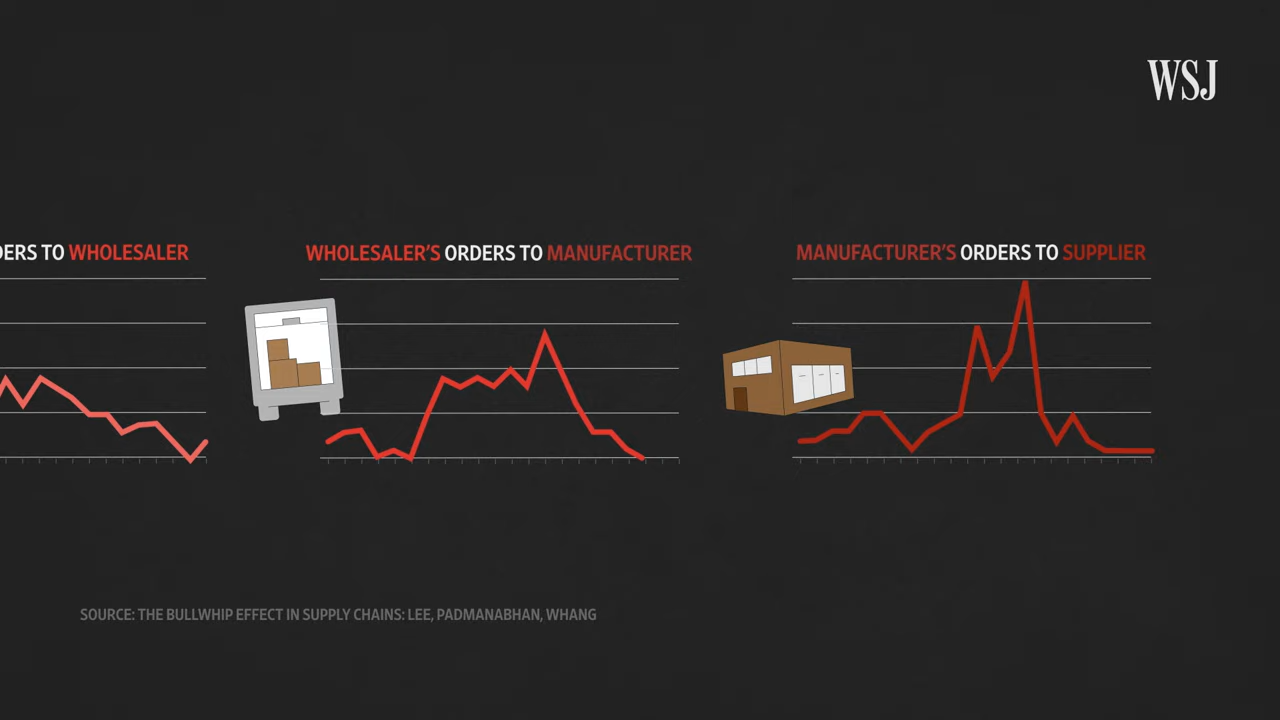 WSJ
DERS TO WHOLESALER
WHOLESALER'S ORDERS TO MANUFACTURER
MANUFACTURER'S ORDERS TO SUPPLIER
SOURCE: THE BULLWHIP EFFECT IN SUPPLY CHAINS: LEE, PADMANABHAN, WHANG